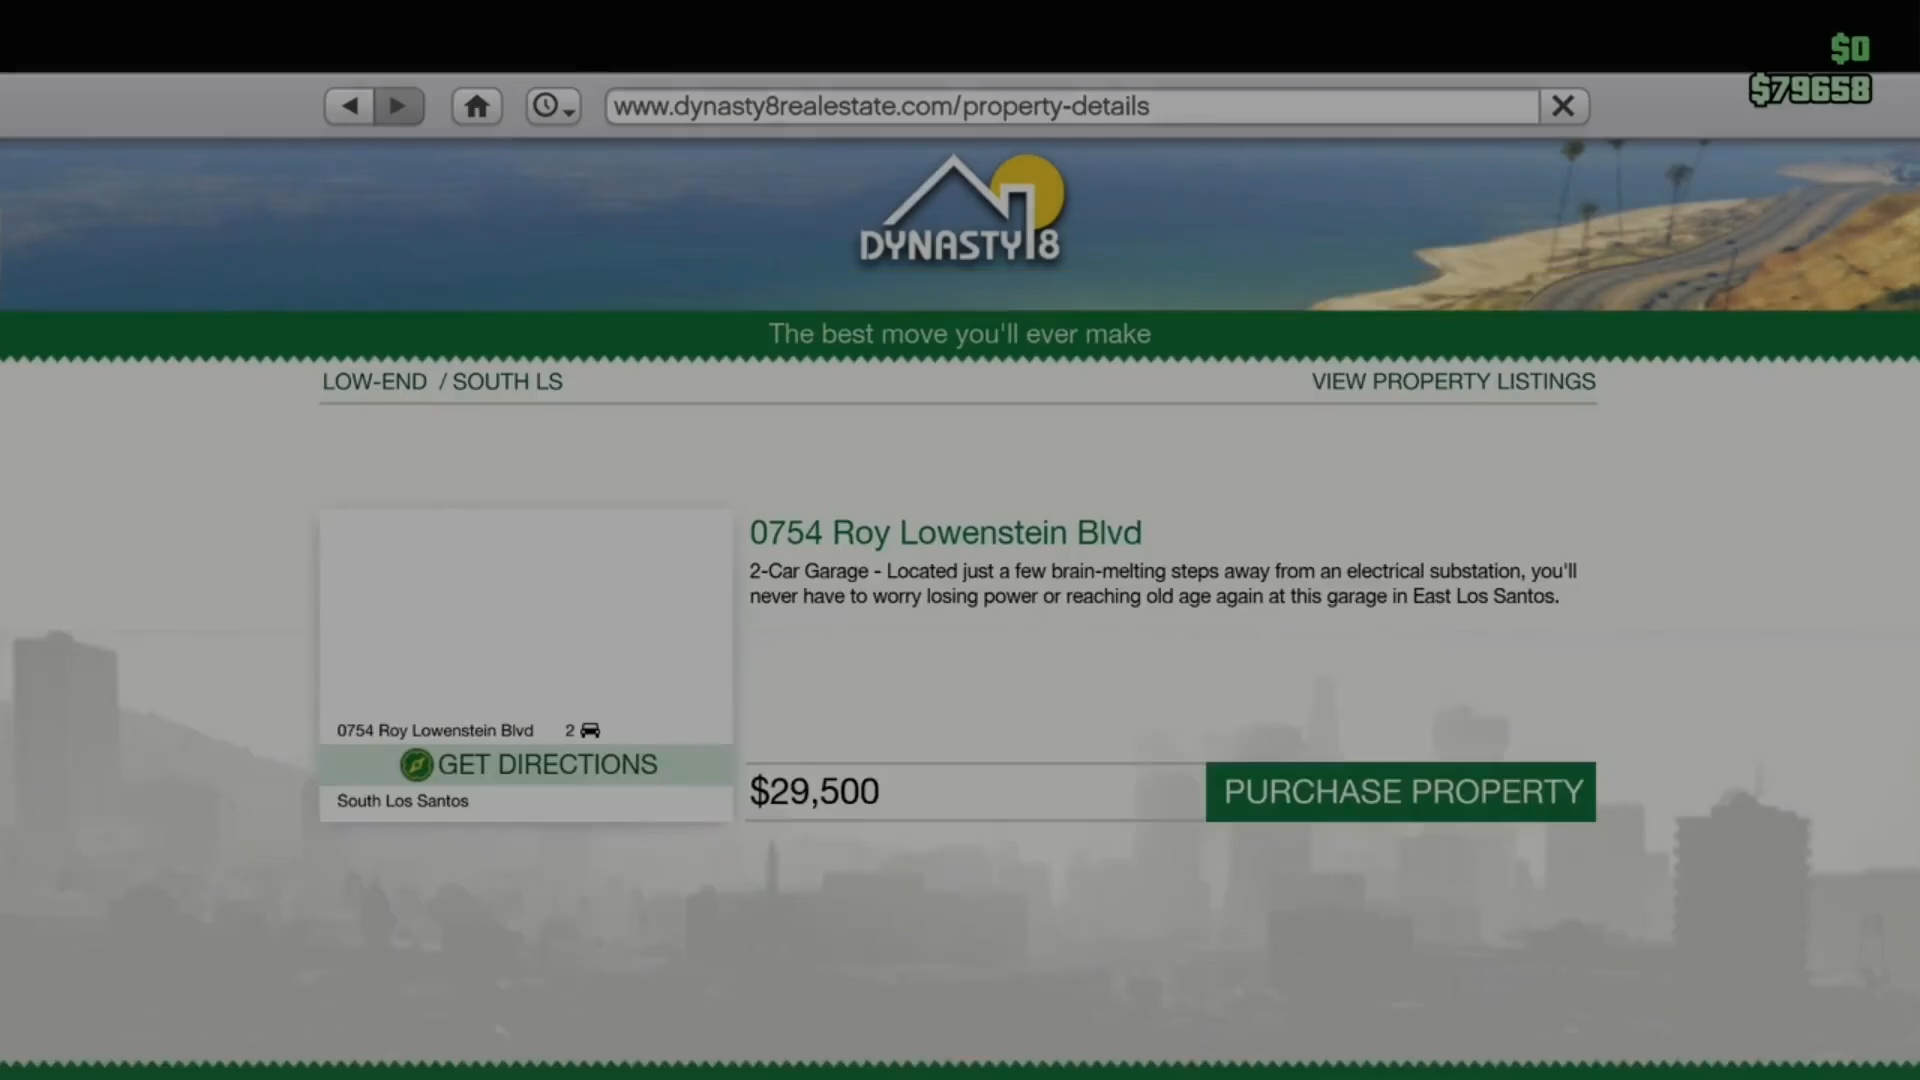 $0
$79658
www.dynasty8realestate.com/property-details
DYNASTY 8
The best move you'll ever make
LOW-END / SOUTH LS
VIEW PROPERTY LISTINGS
0754 Roy Lowenstein Blvd
2-Car Garage - Located just a few brain-melting steps away from an electrical substation, you'll
never have to worry losing power or reaching old age again at this garage in East Los Santos.
0754 Roy Lowenstein Blvd 2
GET DIRECTIONS
South Los Santos
$29,500
PURCHASE PROPERTY